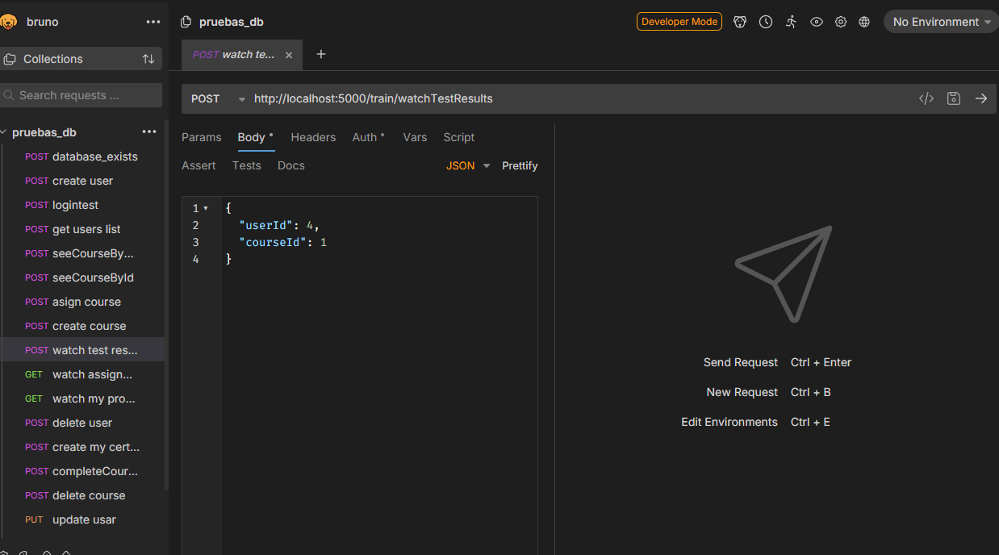 bruno
Collections
Search requests ...
pruebas_db
POST database_exists
POST create user
POST logintest
POST get users list
POST seeCourseBy...
POST seeCourseById
POST asign course
POST create course
POST watch test res...
GET watch assign...
GET watch my pro...
POST delete user
POST create my cert...
POST completeCour...
POST delete course
PUT update usar
pruebas_db
Developer Mode
No Environment
POST watch te...
POST http://localhost:5000/train/watchTestResults
Params Body Headers Auth Vars Script
Assert Tests Docs JSON Prettify
1 {
2 "userId": 4,
3 "courseId": 1
4 }
Send Request Ctrl + Enter
New Request Ctrl + B
Edit Environments Ctrl + E